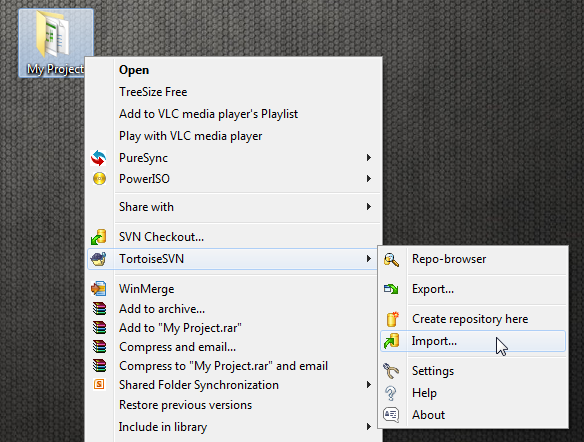 My Project
Open
TreeSize Free
Add to VLC media player's Playlist
Play with VLC media player
PureSync
PowerISO
Share with
SVN Checkout...
TortoiseSVN
WinMerge
Add to archive...
Add to "My Project.rar"
Compress and email...
Compress to "My Project.rar" and email
Shared Folder Synchronization
Restore previous versions
Include in library
Repo-browser
Export...
Create repository here
Import...
Settings
Help
About